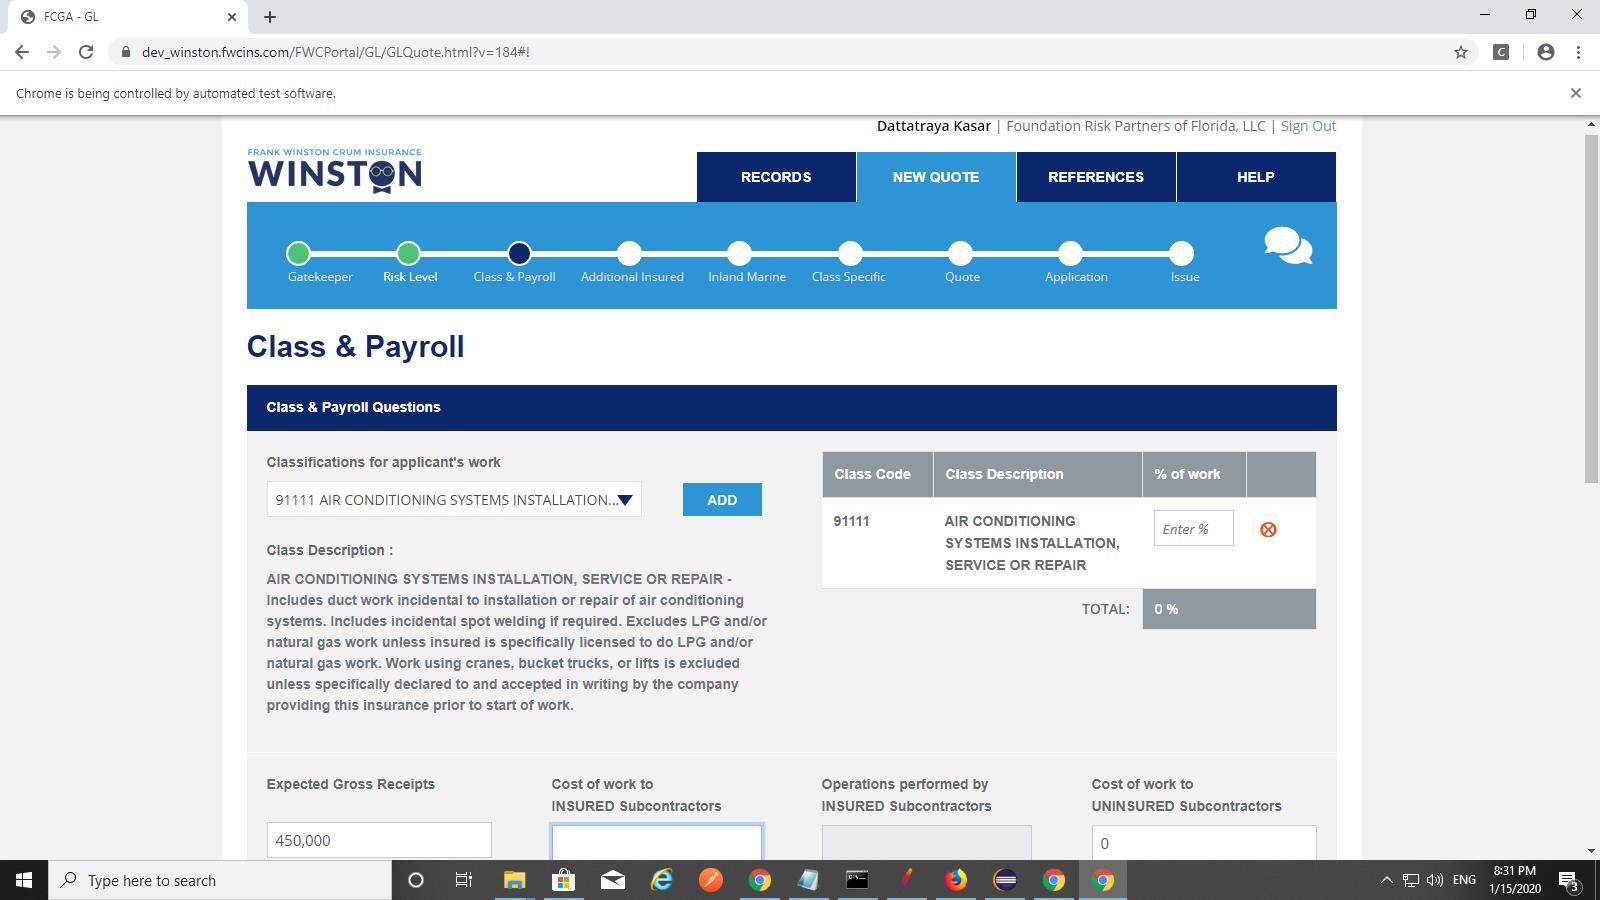 FCGA - GL
dev_winston.fwcins.com/FWCPortal/GL/GLQuote.html?v=184#!
C
Chrome is being controlled by automated test software.
Dattatraya Kasar | Foundation Risk Partners of Florida, LLC | Sign Out
FRANK WINSTON CRUM INSURANCE
WINSTON
RECORDS
NEW QUOTE
REFERENCES
HELP
Gatekeeper
Risk Level
Class & Payroll
Additional Insured
Inland Marine
Class Specific
Quote
Application
Issue
Class & Payroll
Class & Payroll Questions
Classifications for applicant's work
91111 AIR CONDITIONING SYSTEMS INSTALLATION...
ADD
Class Description :
AIR CONDITIONING SYSTEMS INSTALLATION, SERVICE OR REPAIR -
Includes duct work incidental to installation or repair of air conditioning
systems. Includes incidental spot welding if required. Excludes LPG and/or
natural gas work unless insured is specifically licensed to do LPG and/or
natural gas work. Work using cranes, bucket trucks, or lifts is excluded
unless specifically declared to and accepted in writing by the company
providing this insurance prior to start of work.
Class Code
Class Description
% of work
91111
AIR CONDITIONING
SYSTEMS INSTALLATION,
SERVICE OR REPAIR
Enter %
TOTAL:
0 %
Expected Gross Receipts
450,000
Cost of work to
INSURED Subcontractors
Operations performed by
INSURED Subcontractors
Cost of work to
UNINSURED Subcontractors
0
Type here to search
ENG
8:31 PM
1/15/2020
3